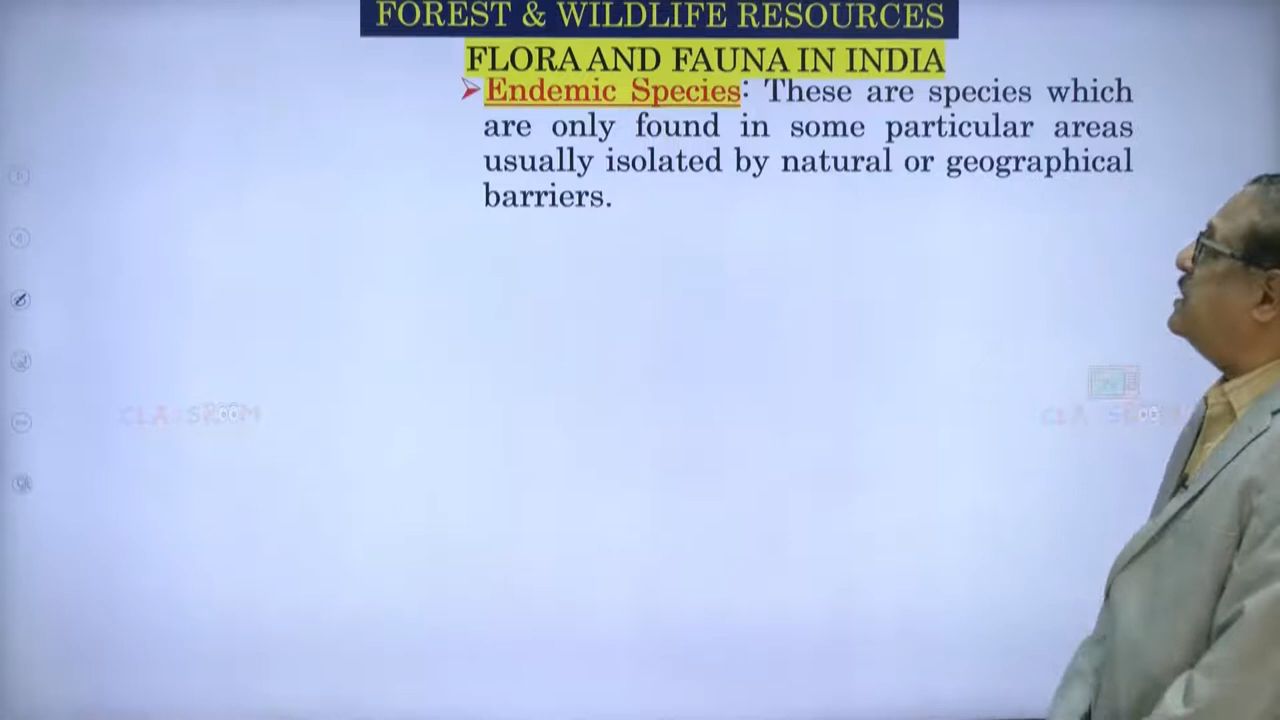 FOREST & WILDLIFE RESOURCES
FLORA AND FAUNA IN INDIA
➢ Endemic Species: These are species which
are only found in some particular areas
usually isolated by natural or geographical
barriers.
CLASSROOM